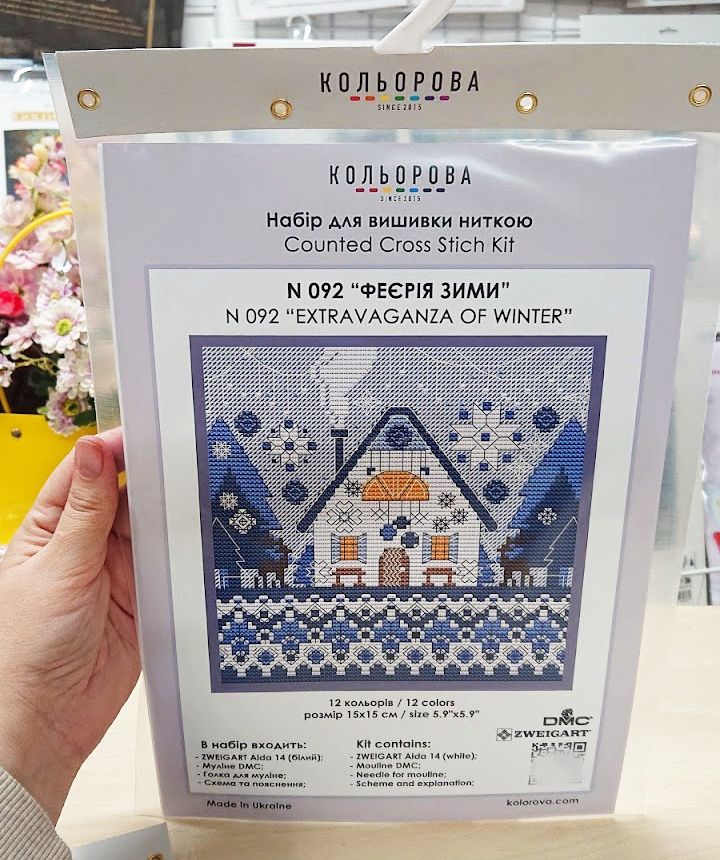 КОЛЬОРОВА
SINCE 2015
КОЛЬОРОВА
SINCE 2015
Набір для вишивки ниткою
Counted Cross Stich Kit
N 092 “ФЕЄРІЯ ЗИМИ”
N 092 “EXTRAVAGANZA OF WINTER”
12 кольорів / 12 colors
розмір 15х15 см / size 5.9"x5.9"
DMC
ZWEIGART
В набір входить:
- ZWEIGART Aida 14 (білий);
- Муліне DMC;
- Голка для муліне;
- Схема та пояснення;
Kit contains:
- ZWEIGART Aida 14 (white);
- Mouline DMC;
- Needle for mouline;
- Scheme and explanation;
Made in Ukraine
kolorova.com